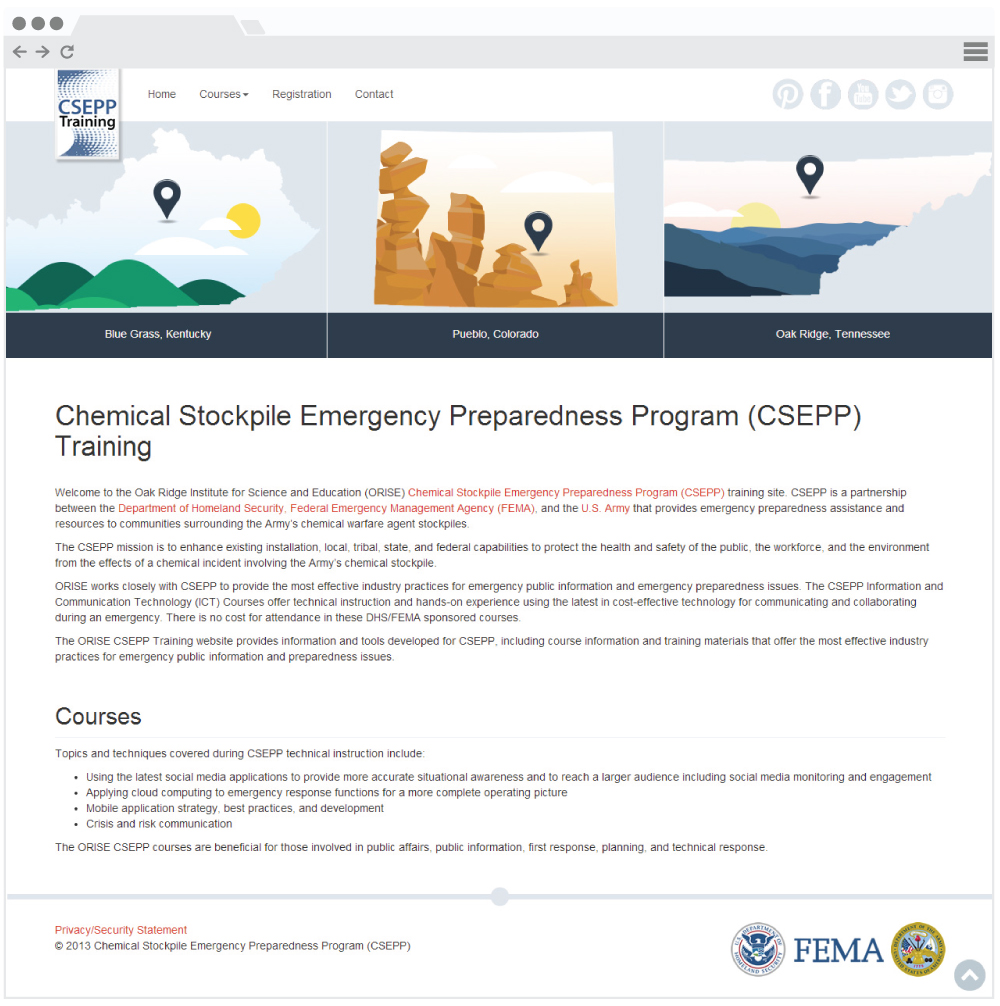 CSEPP
Training
Home
Courses
Registration
Contact
You
Tube
Blue Grass, Kentucky
Pueblo, Colorado
Oak Ridge, Tennessee
Chemical Stockpile Emergency Preparedness Program (CSEPP)
Training
Welcome to the Oak Ridge Institute for Science and Education (ORISE) Chemical Stockpile Emergency Preparedness Program (CSEPP) training site. CSEPP is a partnership
between the Department of Homeland Security, Federal Emergency Management Agency (FEMA), and the U.S. Army that provides emergency preparedness assistance and
resources to communities surrounding the Army's chemical warfare agent stockpiles.
The CSEPP mission is to enhance existing installation, local, tribal, state, and federal capabilities to protect the health and safety of the public, the workforce, and the environment
from the effects of a chemical incident involving the Army's chemical stockpile.
ORISE works closely with CSEPP to provide the most effective industry practices for emergency public information and emergency preparedness issues. The CSEPP Information and
Communication Technology (ICT) Courses offer technical instruction and hands-on experience using the latest in cost-effective technology for communicating and collaborating
during an emergency. There is no cost for attendance in these DHS/FEMA sponsored courses.
The ORISE CSEPP Training website provides information and tools developed for CSEPP, including course information and training materials that offer the most effective industry
practices for emergency public information and preparedness issues.
Courses
Topics and techniques covered during CSEPP technical instruction include:
• Using the latest social media applications to provide more accurate situational awareness and to reach a larger audience including social media monitoring and engagement
• Applying cloud computing to emergency response functions for a more complete operating picture
• Mobile application strategy, best practices, and development
• Crisis and risk communication
The ORISE CSEPP courses are beneficial for those involved in public affairs, public information, first response, planning, and technical response.
Privacy/Security Statement
© 2013 Chemical Stockpile Emergency Preparedness Program (CSEPP)
U.S. DEPARTMENT OF
HOMELAND SECURITY
FEMA
DEPARTMENT OF THE ARMY
UNITED STATES OF AMERICA